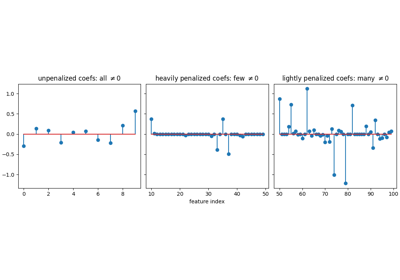 unpenalized coefs: all ≠0
heavily penalized coefs: few ≠0
lightly penalized coefs: many ≠0
1.0
0.5
0.0
−0.5
−1.0
0 2 4 6 8
10 20 30 40 50
50 60 70 80 90 100
feature index